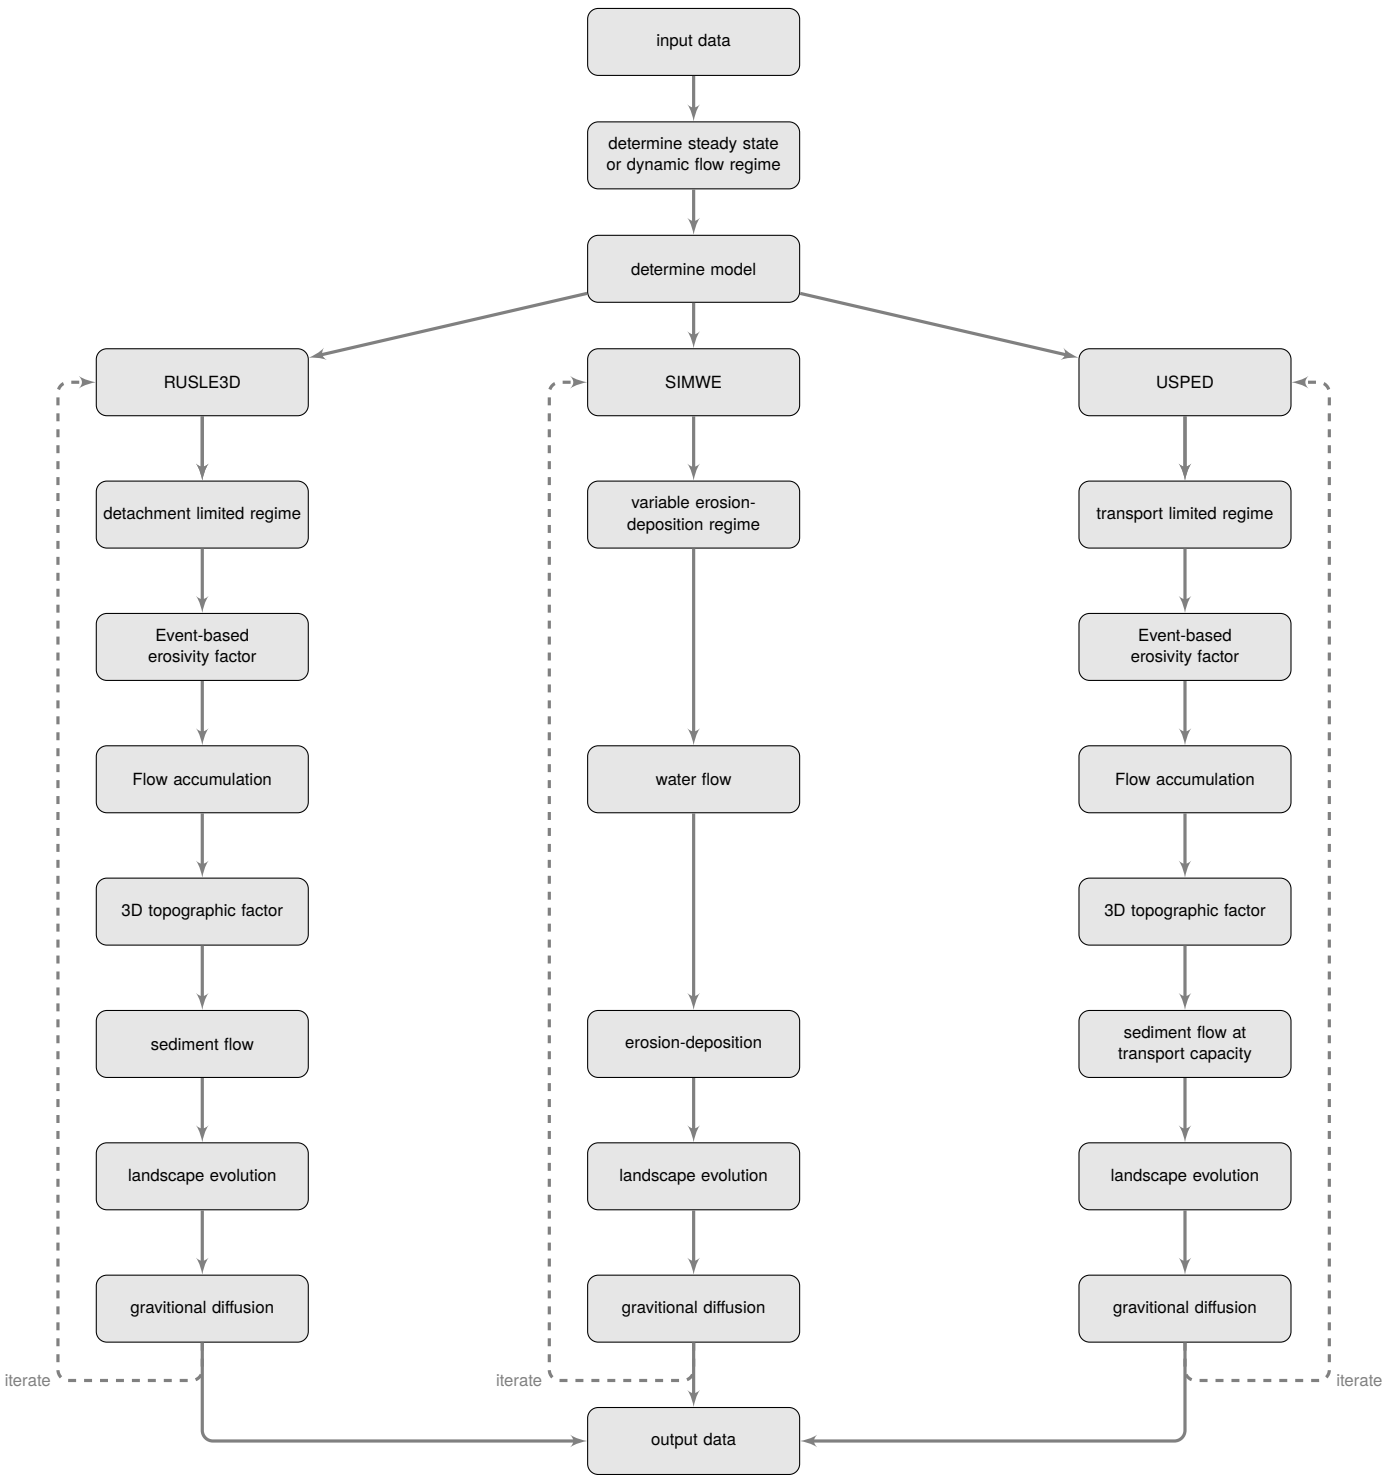 input data
determine steady state
or dynamic flow regime
determine model
RUSLE3D
SIMWE
USPED
detachment limited regime
variable erosion-
deposition regime
transport limited regime
Event-based
erosivity factor
Event-based
erosivity factor
Flow accumulation
water flow
Flow accumulation
3D topographic factor
3D topographic factor
sediment flow
erosion-deposition
sediment flow at
transport capacity
landscape evolution
landscape evolution
landscape evolution
gravitional diffusion
gravitional diffusion
gravitional diffusion
iterate
iterate
iterate
output data